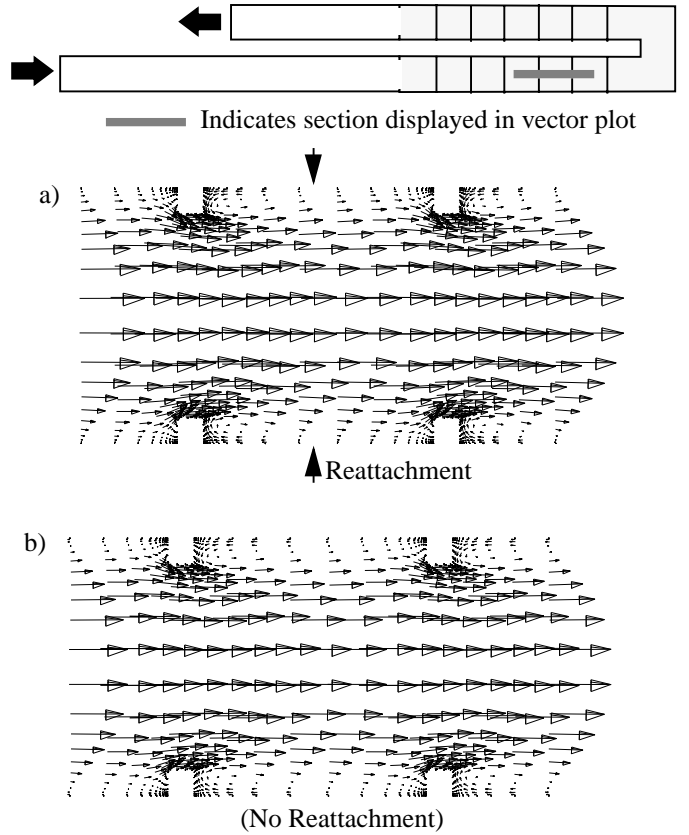 Indicates section displayed in vector plot
a)
Reattachment
b)
(No Reattachment)